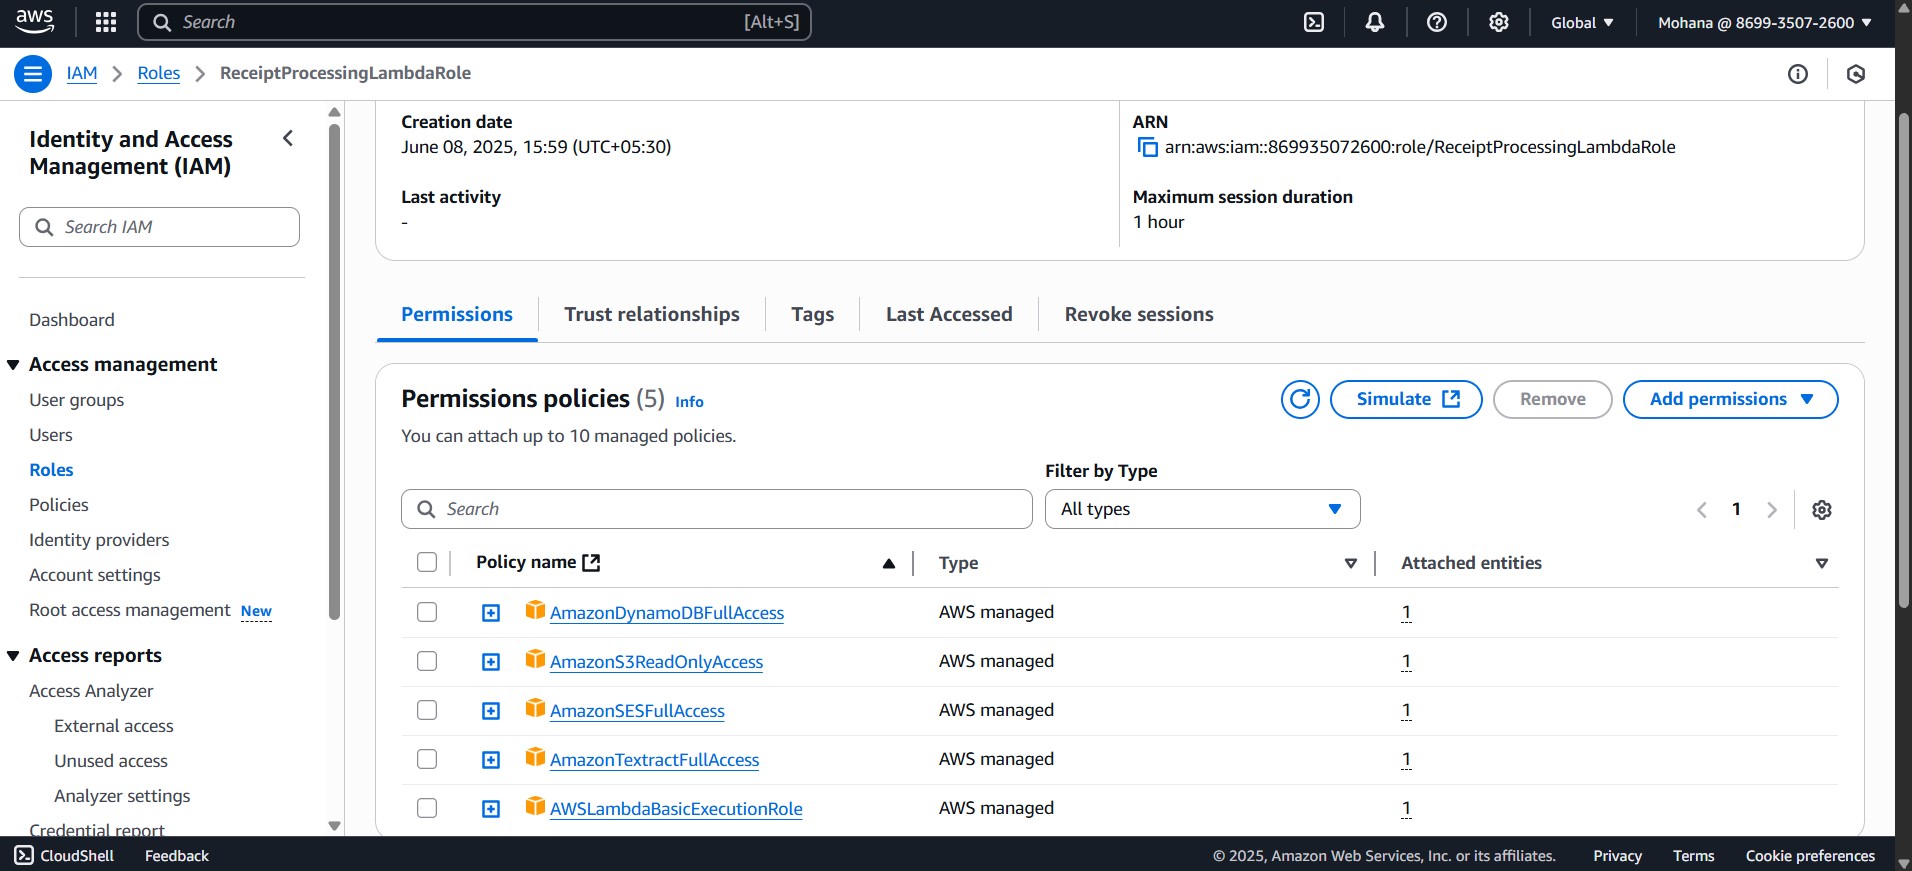 aws
Search [Alt+S]
Global
Mohana @ 8699-3507-2600
IAM
Roles
ReceiptProcessingLambdaRole
Identity and Access
Management (IAM)
Search IAM
Dashboard
Access management
User groups
Users
Roles
Policies
Identity providers
Account settings
Root access management New
Access reports
Access Analyzer
External access
Unused access
Analyzer settings
Credential report
Creation date
June 08, 2025, 15:59 (UTC+05:30)
Last activity
-
ARN
arn:aws:iam::869935072600:role/ReceiptProcessingLambdaRole
Maximum session duration
1 hour
Permissions
Trust relationships
Tags
Last Accessed
Revoke sessions
Permissions policies (5) Info
You can attach up to 10 managed policies.
Simulate
Remove
Add permissions
Search
Filter by Type
All types
1
Policy name Type Attached entities
AmazonDynamoDBFullAccess AWS managed 1
AmazonS3ReadOnlyAccess AWS managed 1
AmazonSESFullAccess AWS managed 1
AmazonTextractFullAccess AWS managed 1
AWSLambdaBasicExecutionRole AWS managed 1
CloudShell
Feedback
© 2025, Amazon Web Services, Inc. or its affiliates.
Privacy
Terms
Cookie preferences